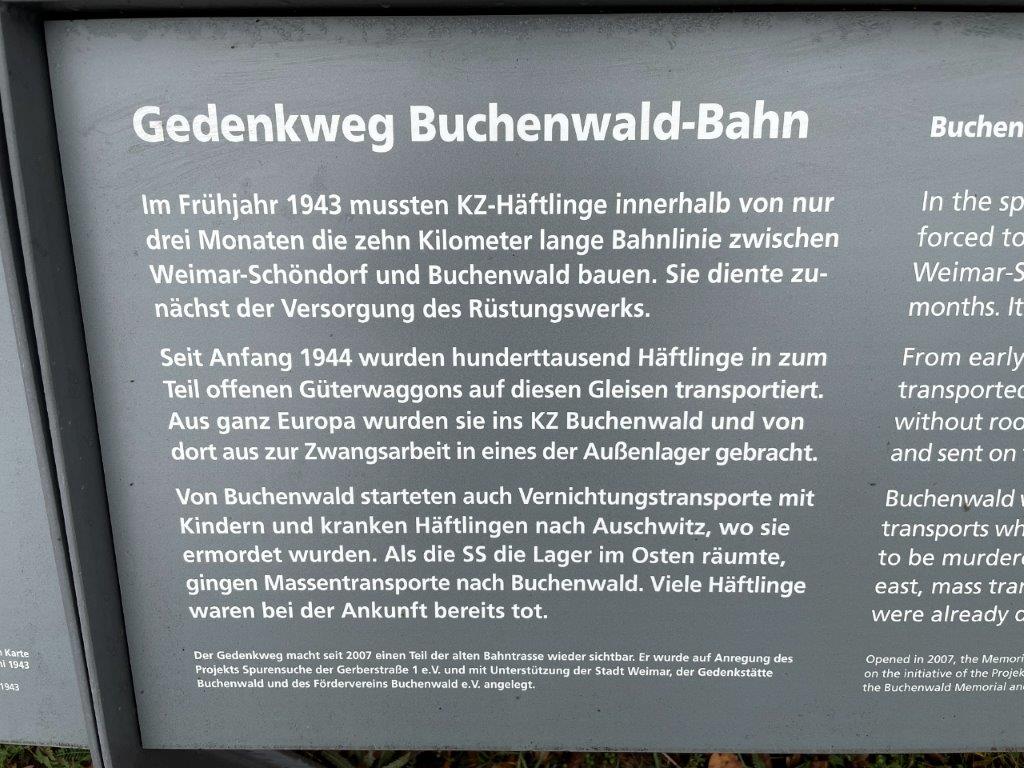 Gedenkweg Buchenwald-Bahn
Im Frühjahr 1943 mussten KZ-Häftlinge innerhalb von nur
drei Monaten die zehn Kilometer lange Bahnlinie zwischen
Weimar-Schöndorf und Buchenwald bauen. Sie diente zu-
nächst der Versorgung des Rüstungswerks.
Seit Anfang 1944 wurden hunderttausend Häftlinge in zum
Teil offenen Güterwaggons auf diesen Gleisen transportiert.
Aus ganz Europa wurden sie ins KZ Buchenwald und von
dort aus zur Zwangsarbeit in eines der Außenlager gebracht.
Von Buchenwald starteten auch Vernichtungstransporte mit
Kindern und kranken Häftlingen nach Auschwitz, wo sie
ermordet wurden. Als die SS die Lager im Osten räumte,
gingen Massentransporte nach Buchenwald. Viele Häftlinge
waren bei der Ankunft bereits tot.
Der Gedenkweg macht seit 2007 einen Teil der alten Bahntrasse wieder sichtbar. Er wurde auf Anregung des
Projekts Spurensuche der Gerberstraße 1 e.V. und mit Unterstützung der Stadt Weimar, der Gedenkstätte
Buchenwald und des Fördervereins Buchenwald e.V. angelegt.
Buchen
In the sp
forced to
Weimar-S
months. It
From early
transported
without roo
and sent on
Buchenwald
transports wh
to be murdere
east, mass tran
were already d
Opened in 2007, the Memori
on the initiative of the Projek
the Buchenwald Memorial an
Karte
1943
1943